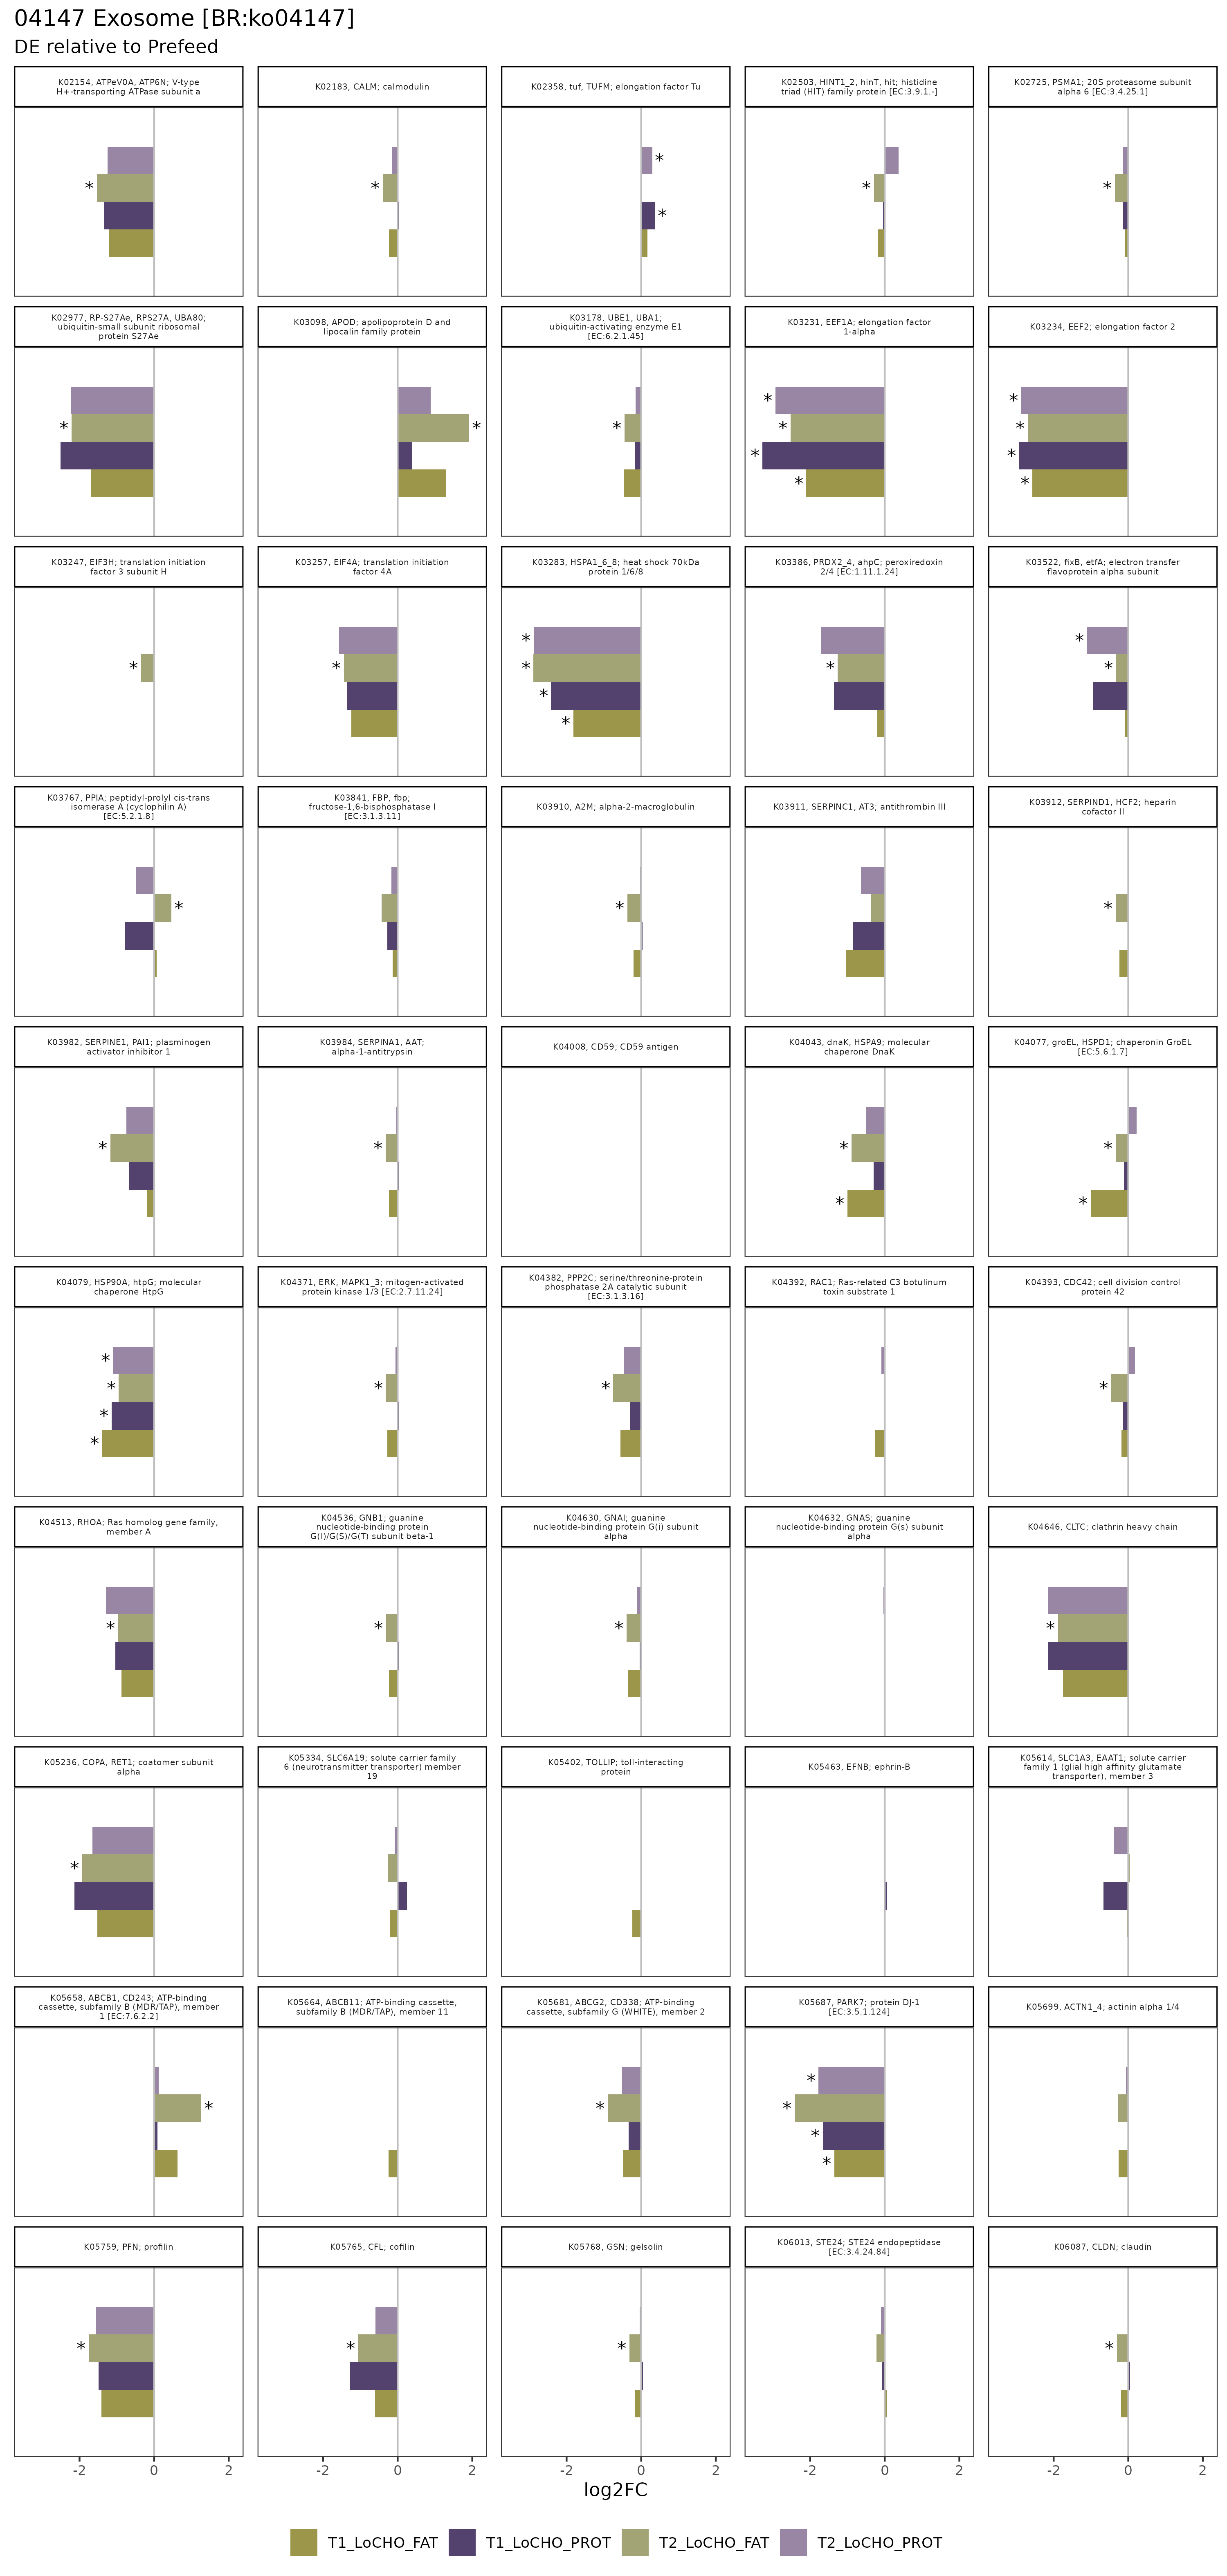 04147 Exosome [BR:ko04147]
DE relative to Prefeed
K02154, ATPeV0A, ATP6N; V-type
H+-transporting ATPase subunit a
K02183, CALM; calmodulin
K02358, tuf, TUFM; elongation factor Tu
K02503, HINT1_2, hinT, hit; histidine
triad (HIT) family protein [EC:3.9.1.-]
K02725, PSMA1; 20S proteasome subunit
alpha 6 [EC:3.4.25.1]
*
*
*
*
*
*
K02977, RP-S27Ae, RPS27A, UBA80;
ubiquitin-small subunit ribosomal
protein S27Ae
K03098, APOD; apolipoprotein D and
lipocalin family protein
K03178, UBE1, UBA1;
ubiquitin-activating enzyme E1
[EC:6.2.1.45]
K03231, EEF1A; elongation factor
1-alpha
K03234, EEF2; elongation factor 2
*
*
*
*
*
*
*
*
*
*
*
K03247, EIF3H; translation initiation
factor 3 subunit H
K03257, EIF4A; translation initiation
factor 4A
K03283, HSPA1_6_8; heat shock 70kDa
protein 1/6/8
K03386, PRDX2_4, ahpC; peroxiredoxin
2/4 [EC:1.11.1.24]
K03522, fixB, etfA; electron transfer
flavoprotein alpha subunit
*
*
*
*
*
*
*
*
*
K03767, PPIA; peptidyl-prolyl cis-trans
isomerase A (cyclophilin A)
[EC:5.2.1.8]
K03841, FBP, fbp;
fructose-1,6-bisphosphatase I
[EC:3.1.3.11]
K03910, A2M; alpha-2-macroglobulin
K03911, SERPINC1, AT3; antithrombin III
K03912, SERPIND1, HCF2; heparin
cofactor II
*
*
*
K03982, SERPINE1, PAI1; plasminogen
activator inhibitor 1
K03984, SERPINA1, AAT;
alpha-1-antitrypsin
K04008, CD59; CD59 antigen
K04043, dnaK, HSPA9; molecular
chaperone DnaK
K04077, groEL, HSPD1; chaperonin GroEL
[EC:5.6.1.7]
*
*
*
*
*
*
K04079, HSP90A, htpG; molecular
chaperone HtpG
K04371, ERK, MAPK1_3; mitogen-activated
protein kinase 1/3 [EC:2.7.11.24]
K04382, PPP2C; serine/threonine-protein
phosphatase 2A catalytic subunit
[EC:3.1.3.16]
K04392, RAC1; Ras-related C3 botulinum
toxin substrate 1
K04393, CDC42; cell division control
protein 42
*
*
*
*
*
*
*
K04513, RHOA; Ras homolog gene family,
member A
K04536, GNB1; guanine
nucleotide-binding protein
G(I)/G(S)/G(T) subunit beta-1
K04630, GNAI; guanine
nucleotide-binding protein G(i) subunit
alpha
K04632, GNAS; guanine
nucleotide-binding protein G(s) subunit
alpha
K04646, CLTC; clathrin heavy chain
*
*
*
*
K05236, COPA, RET1; coatomer subunit
alpha
K05334, SLC6A19; solute carrier family
6 (neurotransmitter transporter) member
19
K05402, TOLLIP; toll-interacting
protein
K05463, EFNB; ephrin-B
K05614, SLC1A3, EAAT1; solute carrier
family 1 (glial high affinity glutamate
transporter), member 3
*
K05658, ABCB1, CD243; ATP-binding
cassette, subfamily B (MDR/TAP), member
1 [EC:7.6.2.2]
K05664, ABCB11; ATP-binding cassette,
subfamily B (MDR/TAP), member 11
K05681, ABCG2, CD338; ATP-binding
cassette, subfamily G (WHITE), member 2
K05687, PARK7; protein DJ-1
[EC:3.5.1.124]
K05699, ACTN1_4; actinin alpha 1/4
*
*
*
*
*
*
K05759, PFN; profilin
K05765, CFL; cofilin
K05768, GSN; gelsolin
K06013, STE24; STE24 endopeptidase
[EC:3.4.24.84]
K06087, CLDN; claudin
*
*
*
*
-2 0 2 -2 0 2 -2 0 2 -2 0 2 -2 0 2
log2FC
T1_LoCHO_FAT T1_LoCHO_PROT T2_LoCHO_FAT T2_LoCHO_PROT